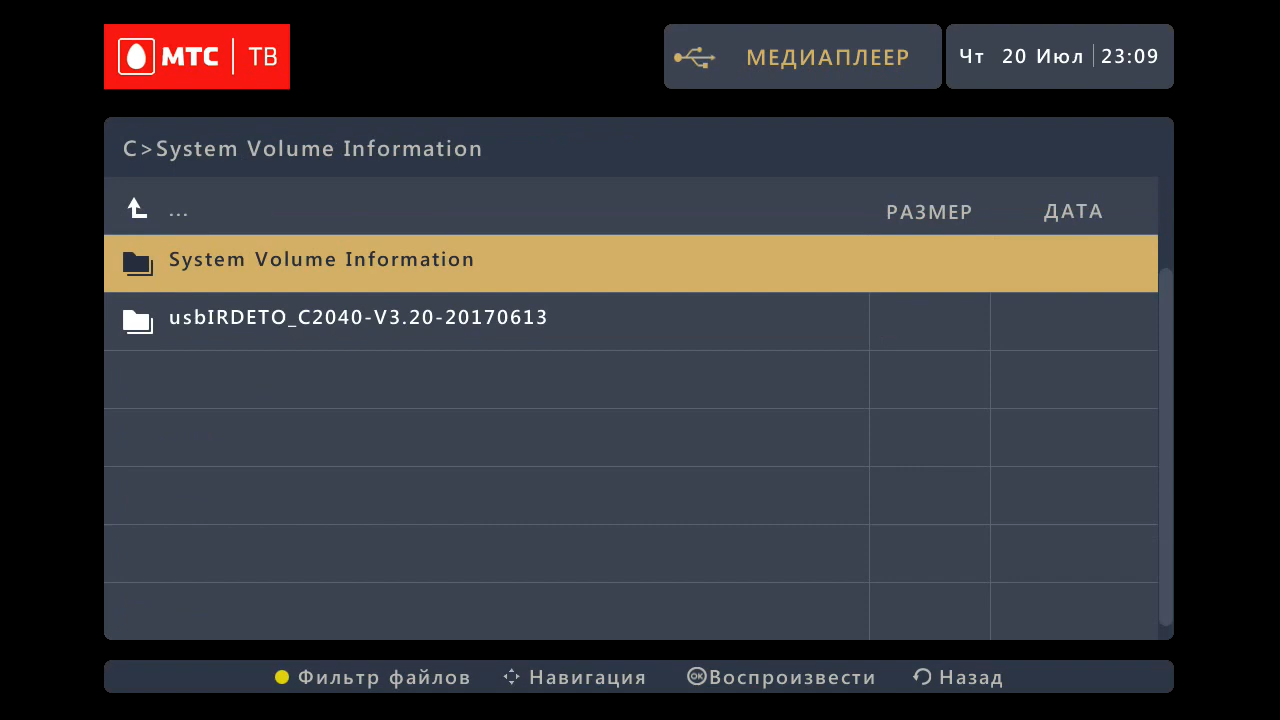 МТС ТВ
МЕДИАПЛЕЕР
Чт 20 Июл 23:09
C>System Volume Information
... РАЗМЕР ДАТА
System Volume Information
usbIRDETO_C2040-V3.20-20170613
Фильтр файлов Навигация OK Воспроизвести Назад